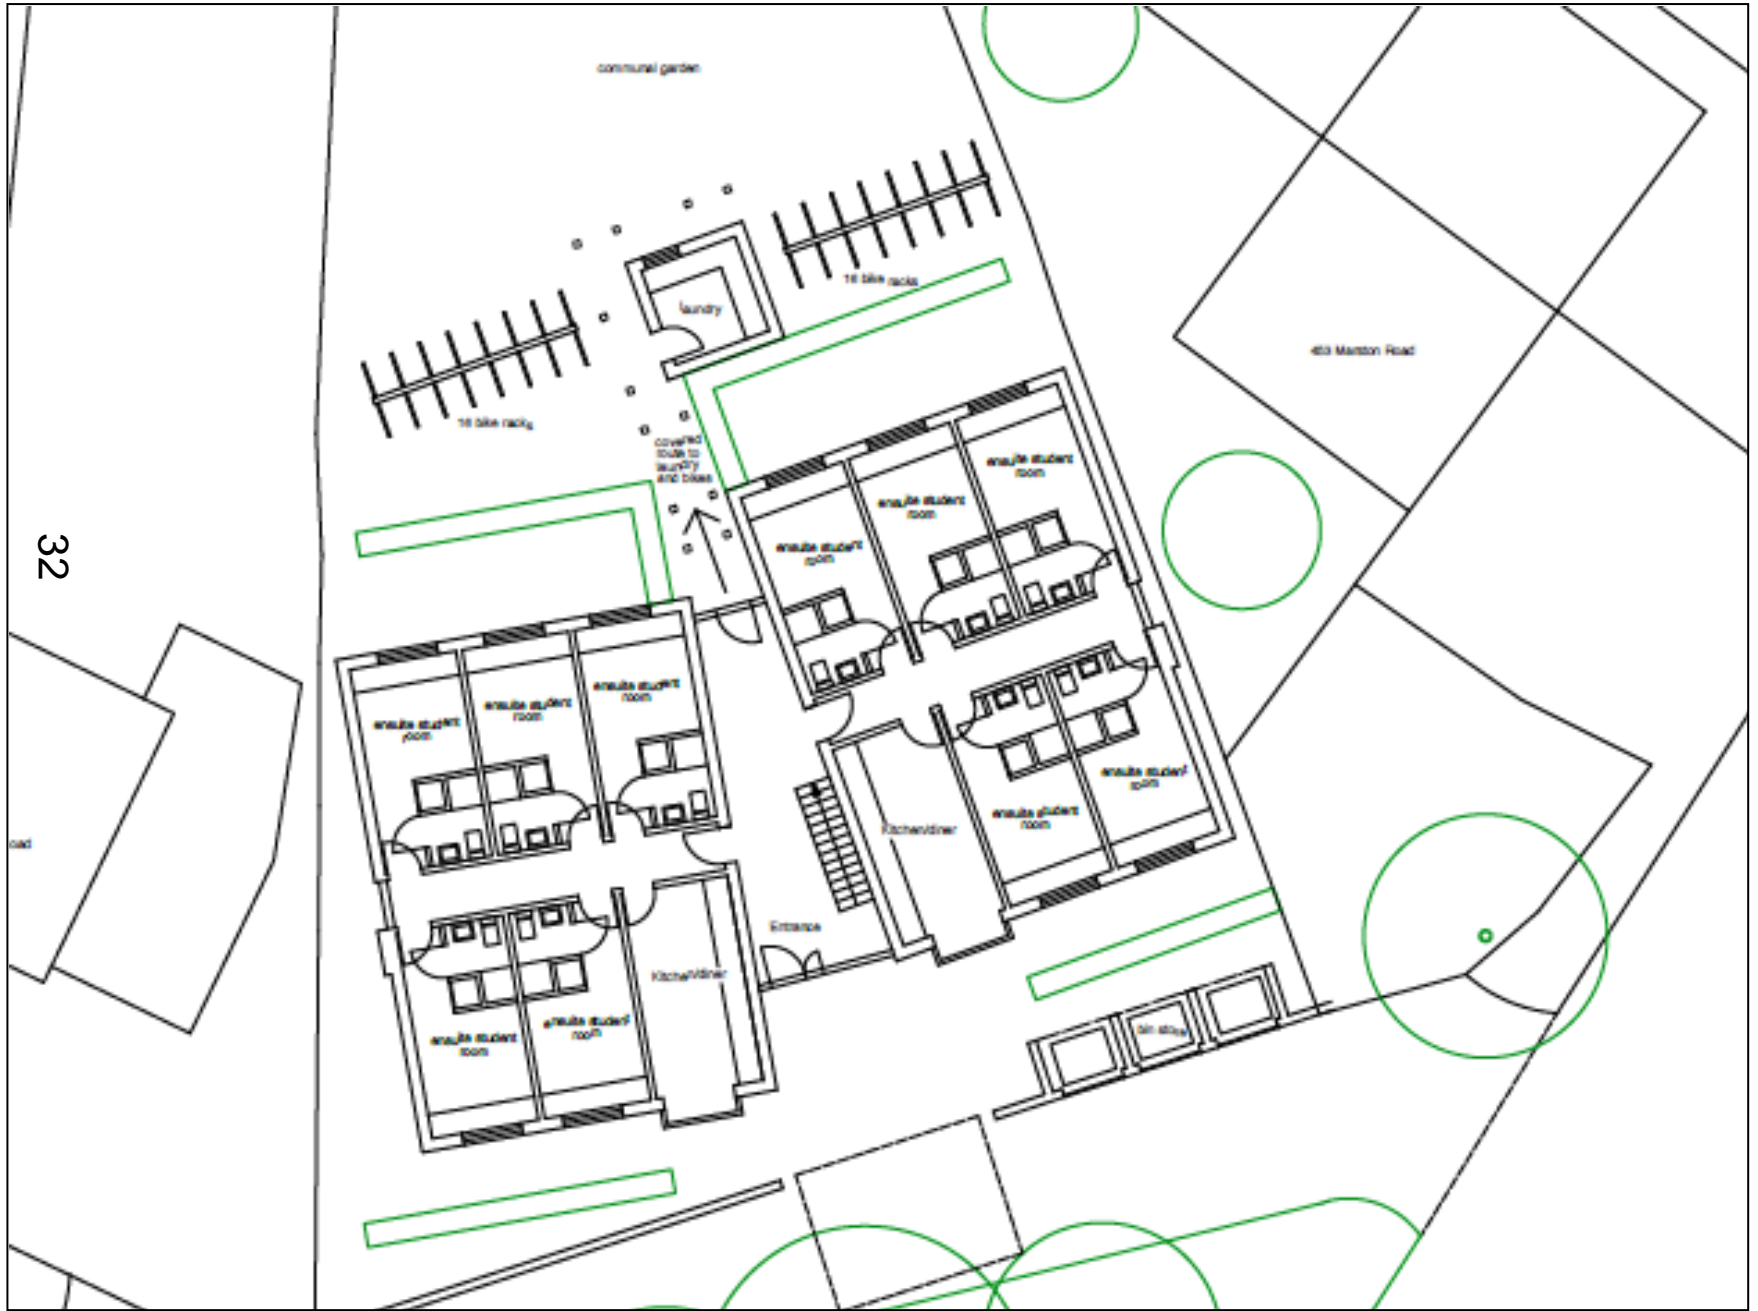 communal garden
16 bike racks
laundry
403 Marston Road
16 bike racks
covered
route to
laundry
and bikes
ensuite student
room
ensuite student
room
ensuite student
room
32
ensuite student
room
ensuite student
room
ensuite student
room
ensuite student
room
ensuite student
room
Kitchen/diner
oad
Entrance
Kitchen/diner
bin store
ensuite student
room
ensuite student
room